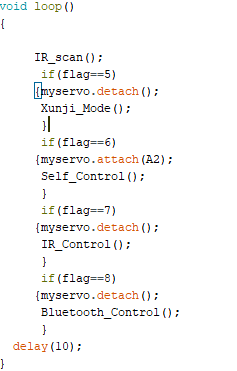 void loop()
{
IR_scan();
if(flag==5)
{myservo.detach();
Xunji_Mode();
}
if(flag==6)
{myservo.attach(A2);
Self_Control();
}
if(flag==7)
{myservo.detach();
IR_Control();
}
if(flag==8)
{myservo.detach();
Bluetooth_Control();
}
delay(10);
}